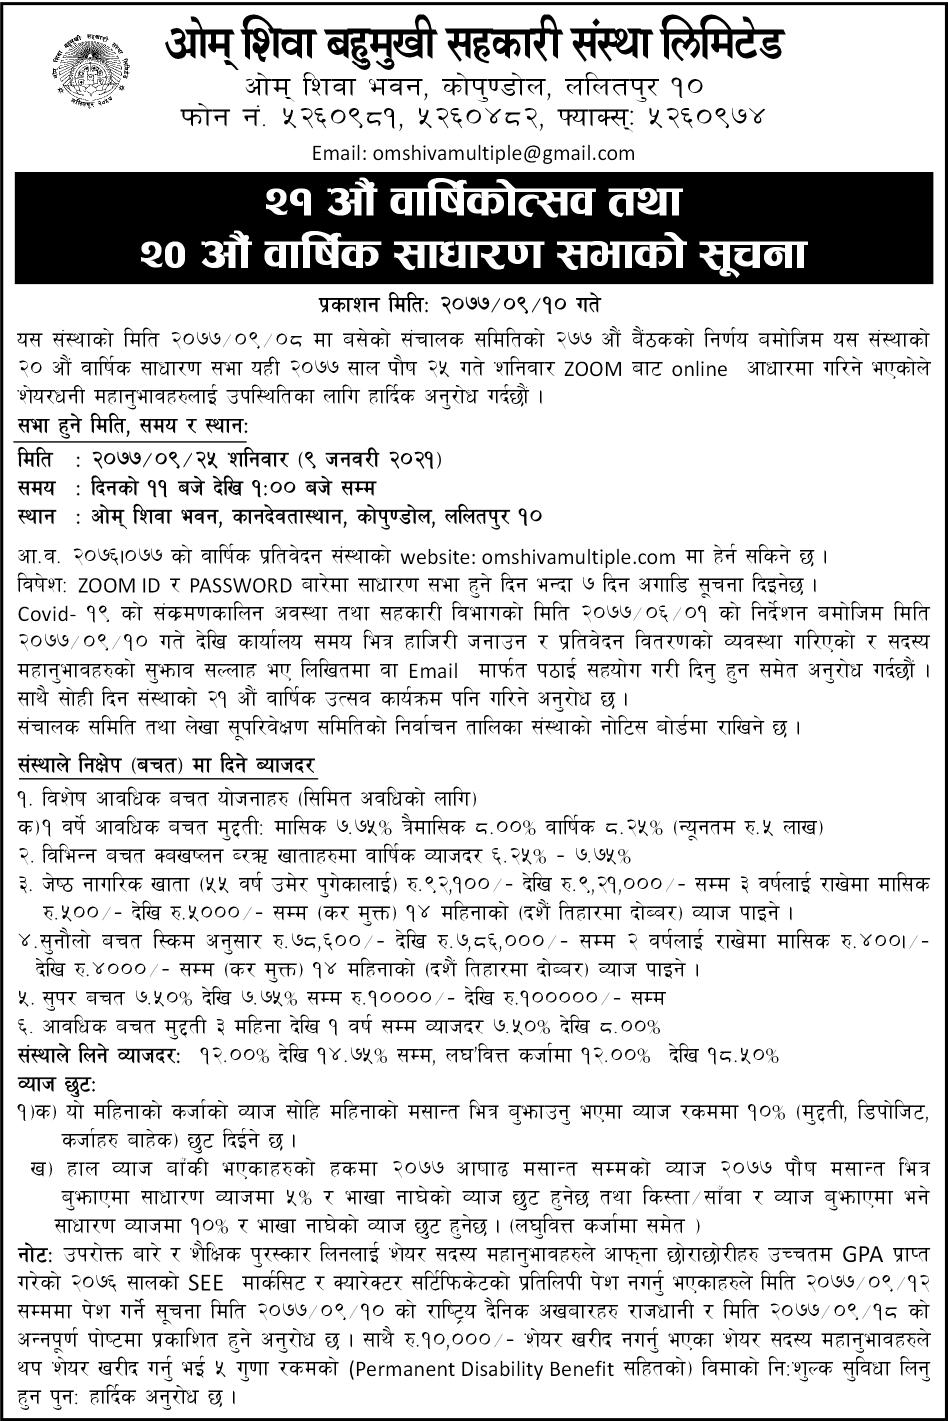 ओम् शिवा बहुमुखी सहकारी संस्था लिमिटेड
ओम् शिवा भवन, कोपुण्डोल, ललितपुर १०
फोन नं. ५२६०९८१, ५२६०४८२, फ्याक्स्: ५२६०९७४
Email: omshivamultiple@gmail.com
२१ औं वार्षिकोत्सव तथा
२० औं वार्षिक साधारण सभाको सूचना
प्रकाशन मिति: २०७७/०९/१० गते
यस संस्थाको मिति २०७७/०९/०८ मा बसेको संचालक समितिको २७७ औं बैंठकको निर्णय बमोजिम यस संस्थाको
२० औं वार्षिक साधारण सभा यही २०७७ साल पौष २५ गते शनिवार ZOOM बाट online आधारमा गरिने भएकोले
शेयरधनी महानुभावहरुलाई उपस्थितिका लागि हार्दिक अनुरोध गर्दछौं ।
सभा हुने मिति, समय र स्थान:
मिति : २०७७/०९/२५ शनिवार (९ जनवरी २०२१)
समय : दिनको ११ बजे देखि १:०० बजे सम्म
स्थान : ओम् शिवा भवन, कानदेवतास्थान, कोपुण्डोल, ललितपुर १०
आ.व. २०७६।०७७ को वार्षिक प्रतिवेदन संस्थाको website: omshivamultiple.com मा हेर्न सकिने छ ।
विषेश: ZOOM ID र PASSWORD बारेमा साधारण सभा हुने दिन भन्दा ७ दिन अगाडि सूचना दिइनेछ ।
Covid- १९ को संक्रमणकालिन अवस्था तथा सहकारी विभागको मिति २०७७/०६/०१ को निर्देशन बमोजिम मिति
२०७७/०९/१० गते देखि कार्यालय समय भित्र हाजिरी जनाउन र प्रतिवेदन वितरणको व्यवस्था गरिएको र सदस्य
महानुभावहरुको सुझाव सल्लाह भए लिखितमा वा Email मार्फत पठाई सहयोग गरी दिनु हुन समेत अनुरोध गर्दछौं ।
साथै सोही दिन संस्थाको २१ औं वार्षिक उत्सव कार्यक्रम पनि गरिने अनुरोध छ ।
संचालक समिति तथा लेखा सूपरिवेक्षण समितिको निर्वाचन तालिका संस्थाको नोटिस बोर्डमा राखिने छ ।
संस्थाले निक्षेप (बचत) मा दिने ब्याजदर
१. विशेष आवधिक बचत योजनाहरु (सिमित अवधिको लागि)
क)१ वर्षे आवधिक बचत मुद्दती: मासिक ७.७५% त्रैमासिक ८.००% वार्षिक ८.२५% (न्यूनतम रु.५ लाख)
२. विभिन्न बचत क्बखष्लन ब्रऋ खाताहरुमा वार्षिक व्याजदर ६.२५% - ७.७५%
३. जेष्ठ नागरिक खाता (५५ वर्ष उमेर पुगेकालाई) रु.९२,१००/- देखि रु.९,२१,०००/- सम्म ३ वर्षलाई राखेमा मासिक
रु.५००/- देखि रु.५०००/- सम्म (कर मुक्त) १४ महिनाको (दशैं तिहारमा दोब्बर) व्याज पाइने ।
४.सुनौलो बचत स्किम अनुसार रु.७८,६००/- देखि रु.७,८६,०००/- सम्म २ वर्षलाई राखेमा मासिक रु.४००।-
देखि रु.४०००/- सम्म (कर मुक्त) १४ महिनाको (दशैं तिहारमा दोब्बर) व्याज पाइने ।
५. सुपर बचत ७.५०% देखि ७.७५% सम्म रु.१००००/- देखि रु.१०००००/- सम्म
६. आवधिक बचत मुद्दती ३ महिना देखि १ वर्ष सम्म व्याजदर ७.५०% देखि ८.००%
संस्थाले लिने व्याजदर: १२.००% देखि १४.७५% सम्म, लघ'वित्त कर्जामा १२.००% देखि १८.५०%
व्याज छुट:
१)क) यो महिनाको कर्जाको व्याज सोहि महिनाको मसान्त भित्र बुझाउनु भएमा व्याज रकममा १०% (मुद्दती, डिपोजिट,
कर्जाहरु बाहेक) छुट दिईने छ ।
ख) हाल व्याज बाँकी भएकाहरुको हकमा २०७७ आषाढ मसान्त सम्मको व्याज २०७७ पौष मसान्त भित्र
बुझाएमा साधारण व्याजमा ५% र भाखा नाघेको व्याज छुट हुनेछ तथा किस्ता/साँवा र व्याज बुझाएमा भने
साधारण व्याजमा १०% र भाखा नाघेको व्याज छुट हुनेछ । (लघुवित्त कर्जामा समेत )
नोट: उपरोक्त बारे र शैक्षिक पुरस्कार लिनलाई शेयर सदस्य महानुभावहरुले आफ्ना छोराछोरीहरु उच्चतम GPA प्राप्त
गरेको २०७६ सालको SEE मार्कसिट र क्यारेक्टर सर्टिफिकेटको प्रतिलिपी पेश नगर्नु भएकाहरुले मिति २०७७/०९/१२
सम्ममा पेश गर्ने सूचना मिति २०७७/०९/१० को राष्ट्रिय दैनिक अखबारहरु राजधानी र मिति २०७७/०९/१८ को
अन्नपूर्ण पोष्टमा प्रकाशित हुने अनुरोध छ । साथै रु.१०,०००/- शेयर खरीद नगर्नु भएका शेयर सदस्य महानुभावहरुले
थप शेयर खरीद गर्नु भई ५ गुणा रकमको (Permanent Disability Benefit सहितको) विमाको नि:शुल्क सुविधा लिनु
हुन पुन: हार्दिक अनुरोध छ ।